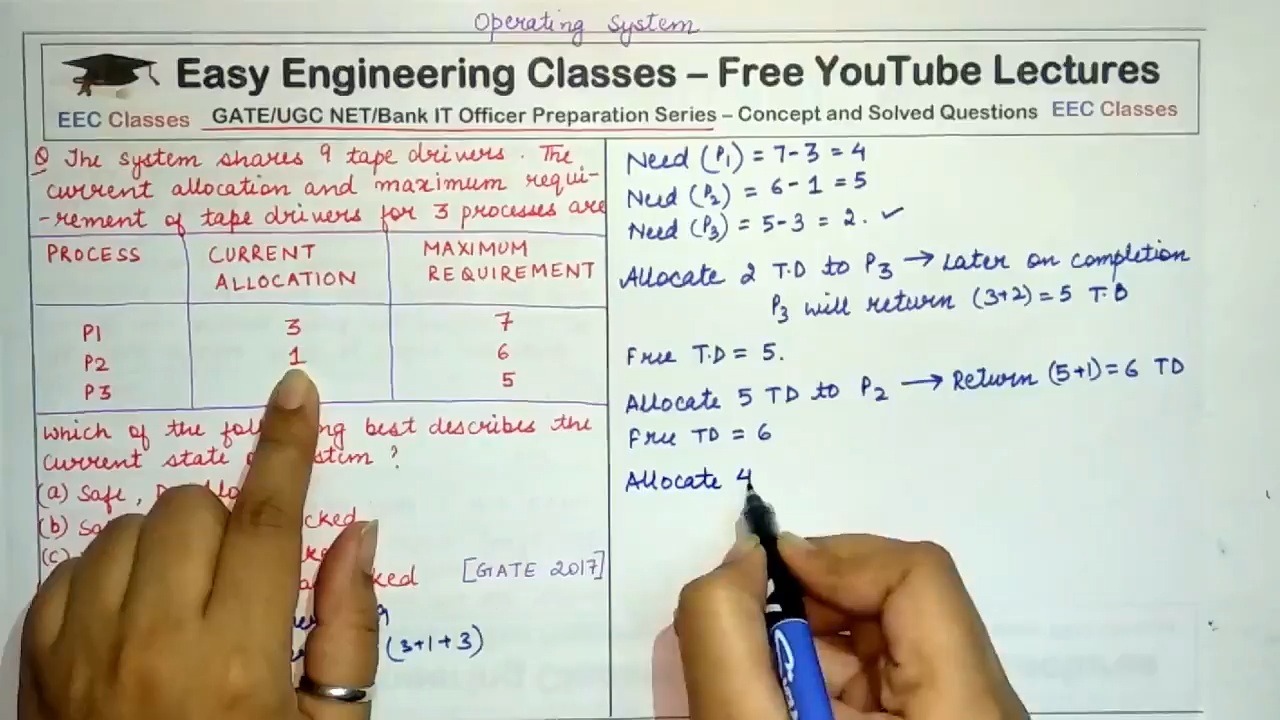 Operating System
Easy Engineering Classes – Free YouTube Lectures
EEC Classes GATE/UGC NET/Bank IT Officer Preparation Series – Concept and Solved Questions EEC Classes
Q The system shares 9 tape drivers. The
current allocation and maximum requi-
-rement of tape drivers for 3 processes are
PROCESS CURRENT ALLOCATION MAXIMUM REQUIREMENT
P1 3 7
P2 1 6
P3 5
which of the best describes the
current state ?
(a) Safe,
(b)
(c)
[GATE 2017]
(3+1+3)
Need (P1) = 7-3 = 4
Need (P2) = 6-1 = 5
Need (P3) = 5-3 = 2. ✓
Allocate 2 T.D to P3 → Later on completion
P3 will return (3+2) = 5 T.D
Free T.D = 5.
Allocate 5 TD to P2 → Return (5+1) = 6 TD
Free TD = 6
Allocate 4